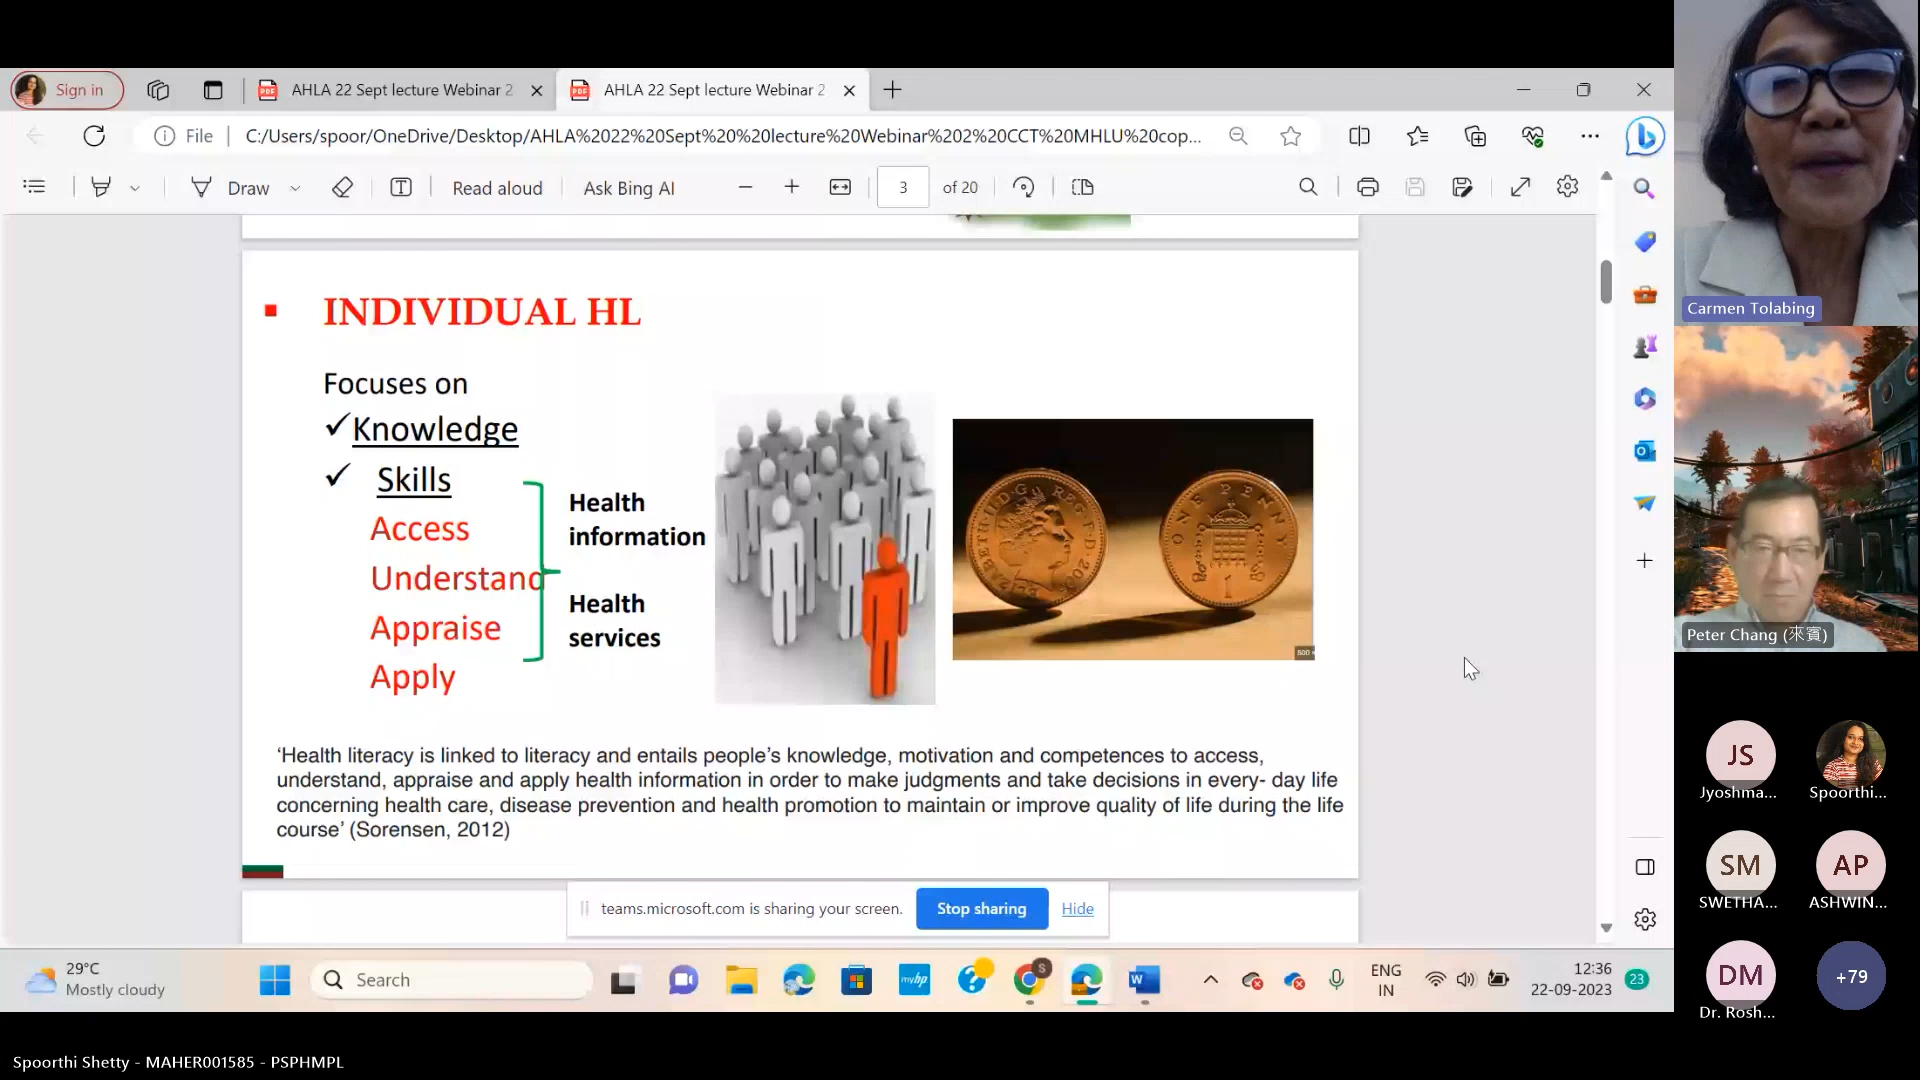 Sign in
AHLA 22 Sept lecture Webinar 2
AHLA 22 Sept lecture Webinar 2
File
C:/Users/spoor/OneDrive/Desktop/AHLA%2022%20Sept%20%20lecture%20Webinar%202%20CCT%20MHLU%20cop...
Draw
Read aloud
Ask Bing AI
3
of 20
INDIVIDUAL HL
Focuses on
Knowledge
Skills
Access
Understand
Appraise
Apply
Health
information
Health
services
ONE PENNY
1
‘Health literacy is linked to literacy and entails people’s knowledge, motivation and competences to access,
understand, appraise and apply health information in order to make judgments and take decisions in every- day life
concerning health care, disease prevention and health promotion to maintain or improve quality of life during the life
course’ (Sorensen, 2012)
teams.microsoft.com is sharing your screen.
Stop sharing
Hide
29°C
Mostly cloudy
Search
myhp
S
ENG
IN
12:36
22-09-2023
23
Carmen Tolabing
Peter Chang (來賓)
JS
Jyoshma...
Spoorthi...
SM
SWETHA...
AP
ASHWIN...
DM
Dr. Rosh...
+79
Spoorthi Shetty - MAHER001585 - PSPHMPL